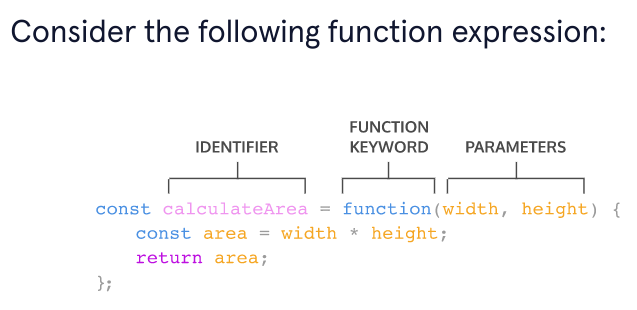 Consider the following function expression:
FUNCTION
IDENTIFIER KEYWORD PARAMETERS
const calculateArea = function(width, height) {
const area = width * height;
return area;
};